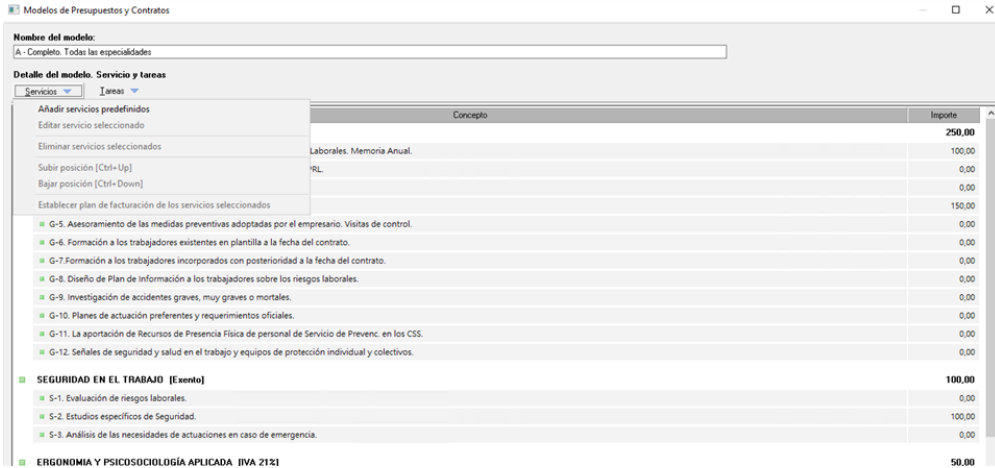 Modelos de Presupuestos y Contratos
Nombre del modelo:
A - Completo. Todas las especialidades
Detalle del modelo. Servicio y tareas
Servicios Tareas
Añadir servicios predefinidos
Editar servicio seleccionado
Eliminar servicios seleccionados
Subir posición [Ctrl+Up]
Bajar posición [Ctrl+Down]
Establecer plan de facturación de los servicios seleccionados
Concepto Importe
250,00
Laborales. Memoria Anual. 100,00
PRL. 0,00
0,00
150,00
G-5. Asesoramiento de las medidas preventivas adoptadas por el empresario. Visitas de control. 0,00
G-6. Formación a los trabajadores existentes en plantilla a la fecha del contrato. 0,00
G-7.Formación a los trabajadores incorporados con posterioridad a la fecha del contrato. 0,00
G-8. Diseño de Plan de Información a los trabajadores sobre los riesgos laborales. 0,00
G-9. Investigación de accidentes graves, muy graves o mortales. 0,00
G-10. Planes de actuación preferentes y requerimientos oficiales. 0,00
G-11. La aportación de Recursos de Presencia Física de personal de Servicio de Prevenc. en los CSS. 0,00
G-12. Señales de seguridad y salud en el trabajo y equipos de protección individual y colectivos. 0,00
SEGURIDAD EN EL TRABAJO [Exento] 100,00
S-1. Evaluación de riesgos laborales. 0,00
S-2. Estudios específicos de Seguridad. 100,00
S-3. Análisis de las necesidades de actuaciones en caso de emergencia. 0,00
ERGONOMIA Y PSICOSOCIOLOGÍA APLICADA [IVA 21%] 50,00